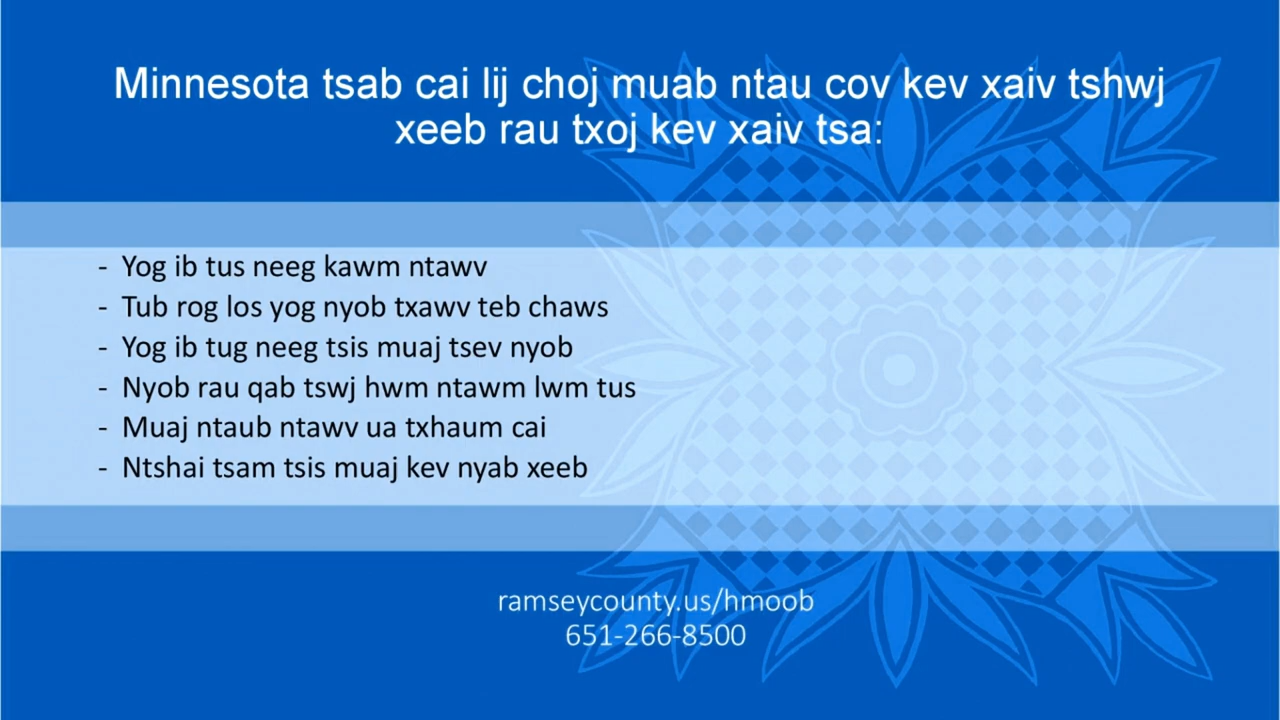 Minnesota tsab cai lij choj muab ntau cov kev xaiv tshwj
xeeb rau txoj kev xaiv tsa:
- Yog ib tus neeg kawm ntawv
- Tub rog los yog nyob txawv teb chaws
- Yog ib tug neeg tsis muaj tsev nyob
- Nyob rau qab tswj hwm ntawm lwm tus
- Muaj ntaub ntawv ua txhaum cai
- Ntshai tsam tsis muaj kev nyab xeeb
ramseycounty.us/hmoob
651-266-8500